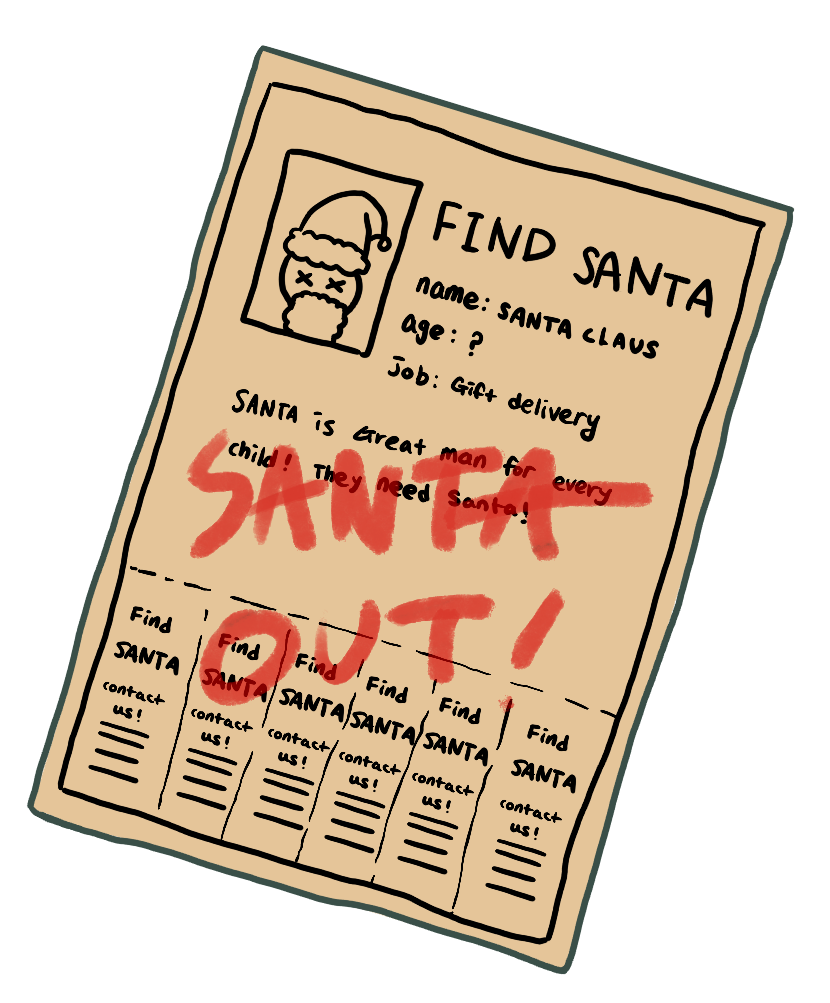 FIND SANTA
name: SANTA CLAUS
age: ?
Job: Gift delivery
SANTA is Great man for every
child! They need Santa!
SANTA
OUT!
Find
SANTA
contact
us!
Find
SANTA
contact
us!
Find
SANTA
contact
us!
Find
SANTA
contact
us!
Find
SANTA
contact
us!
Find
SANTA
contact
us!